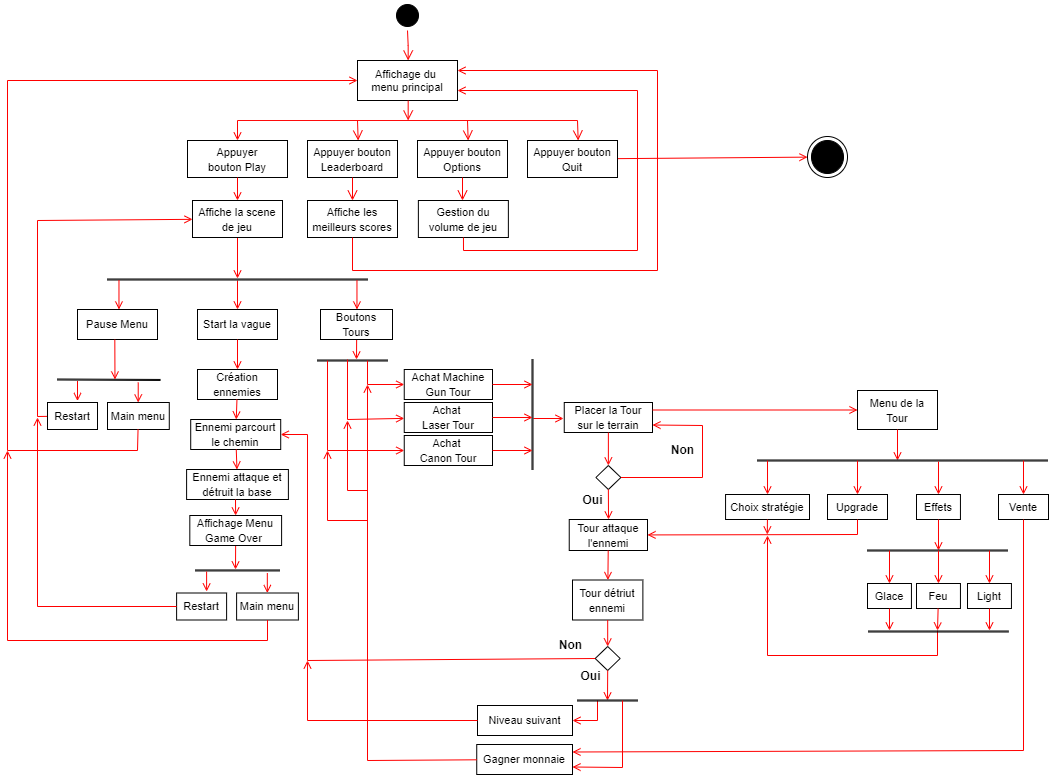 Affichage du
menu principal
Appuyer
bouton Play
Appuyer bouton
Leaderboard
Appuyer bouton
Options
Appuyer bouton
Quit
Affiche la scene
de jeu
Affiche les
meilleurs scores
Gestion du
volume de jeu
Pause Menu
Start la vague
Boutons
Tours
Restart
Main menu
Création
ennemies
Ennemi parcourt
le chemin
Ennemi attaque et
détruit la base
Affichage Menu
Game Over
Restart
Main menu
Achat Machine
Gun Tour
Achat
Laser Tour
Achat
Canon Tour
Placer la Tour
sur le terrain
Non
Oui
Tour attaque
l'ennemi
Tour détriut
ennemi
Non
Oui
Niveau suivant
Gagner monnaie
Menu de la
Tour
Choix stratégie
Upgrade
Effets
Vente
Glace
Feu
Light